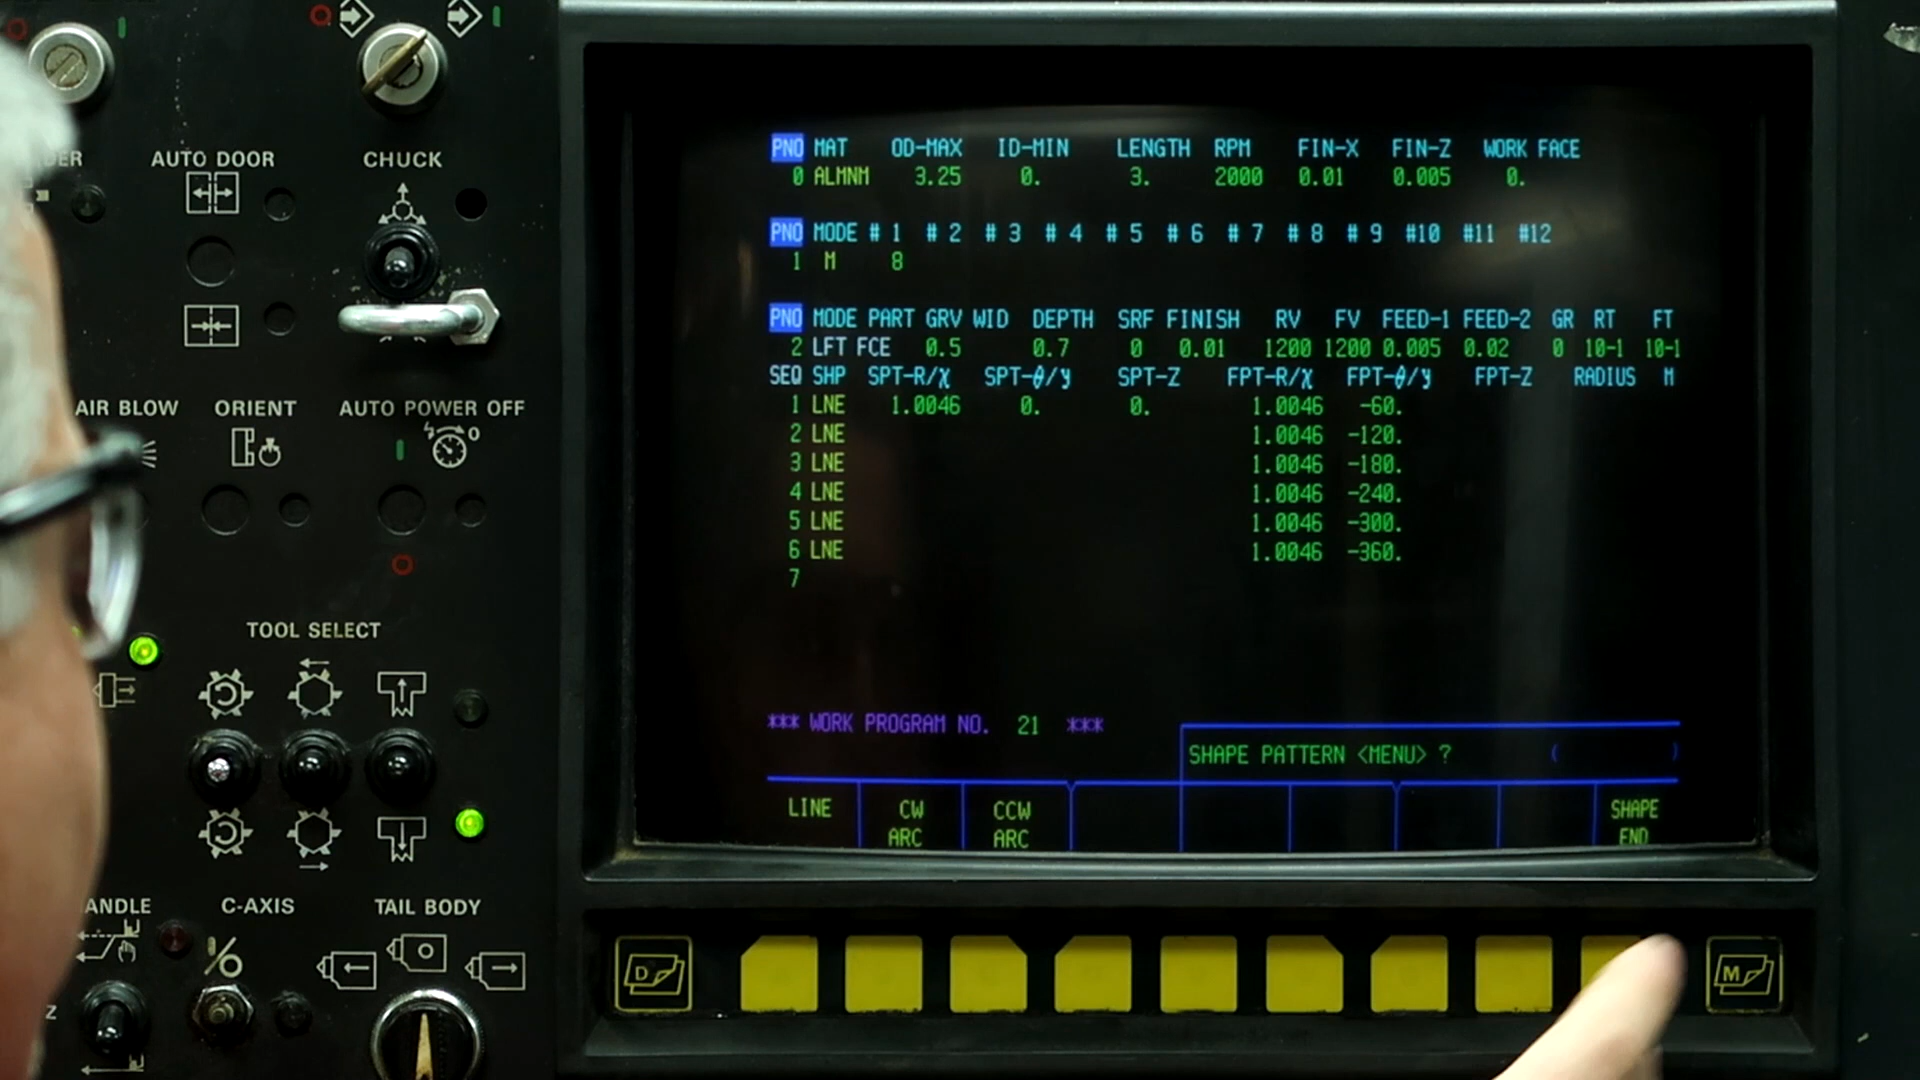 AUTO DOOR
CHUCK
AIR BLOW
ORIENT
AUTO POWER OFF
TOOL SELECT
C-AXIS
TAIL BODY
Z
PNO MAT OD-MAX ID-MIN LENGTH RPM FIN-X FIN-Z WORK FACE
0 ALMNM 3.25 0. 3. 2000 0.01 0.005 0.
PNO MODE # 1 # 2 # 3 # 4 # 5 # 6 # 7 # 8 # 9 #10 #11 #12
1 M 8
PNO MODE PART GRV WID DEPTH SRF FINISH RV FV FEED-1 FEED-2 GR RT FT
2 LFT FCE 0.5 0.7 0 0.01 1200 1200 0.005 0.02 0 10-1 10-1
SEQ SHP SPT-R/χ SPT-θ/y SPT-Z FPT-R/χ FPT-θ/y FPT-Z RADIUS M
1 LNE 1.0046 0. 0. 1.0046 -60.
2 LNE 1.0046 -120.
3 LNE 1.0046 -180.
4 LNE 1.0046 -240.
5 LNE 1.0046 -300.
6 LNE 1.0046 -360.
7
*** WORK PROGRAM NO. 21 ***
SHAPE PATTERN <MENU> ? ( )
LINE CW ARC CCW ARC SHAPE END
D
M